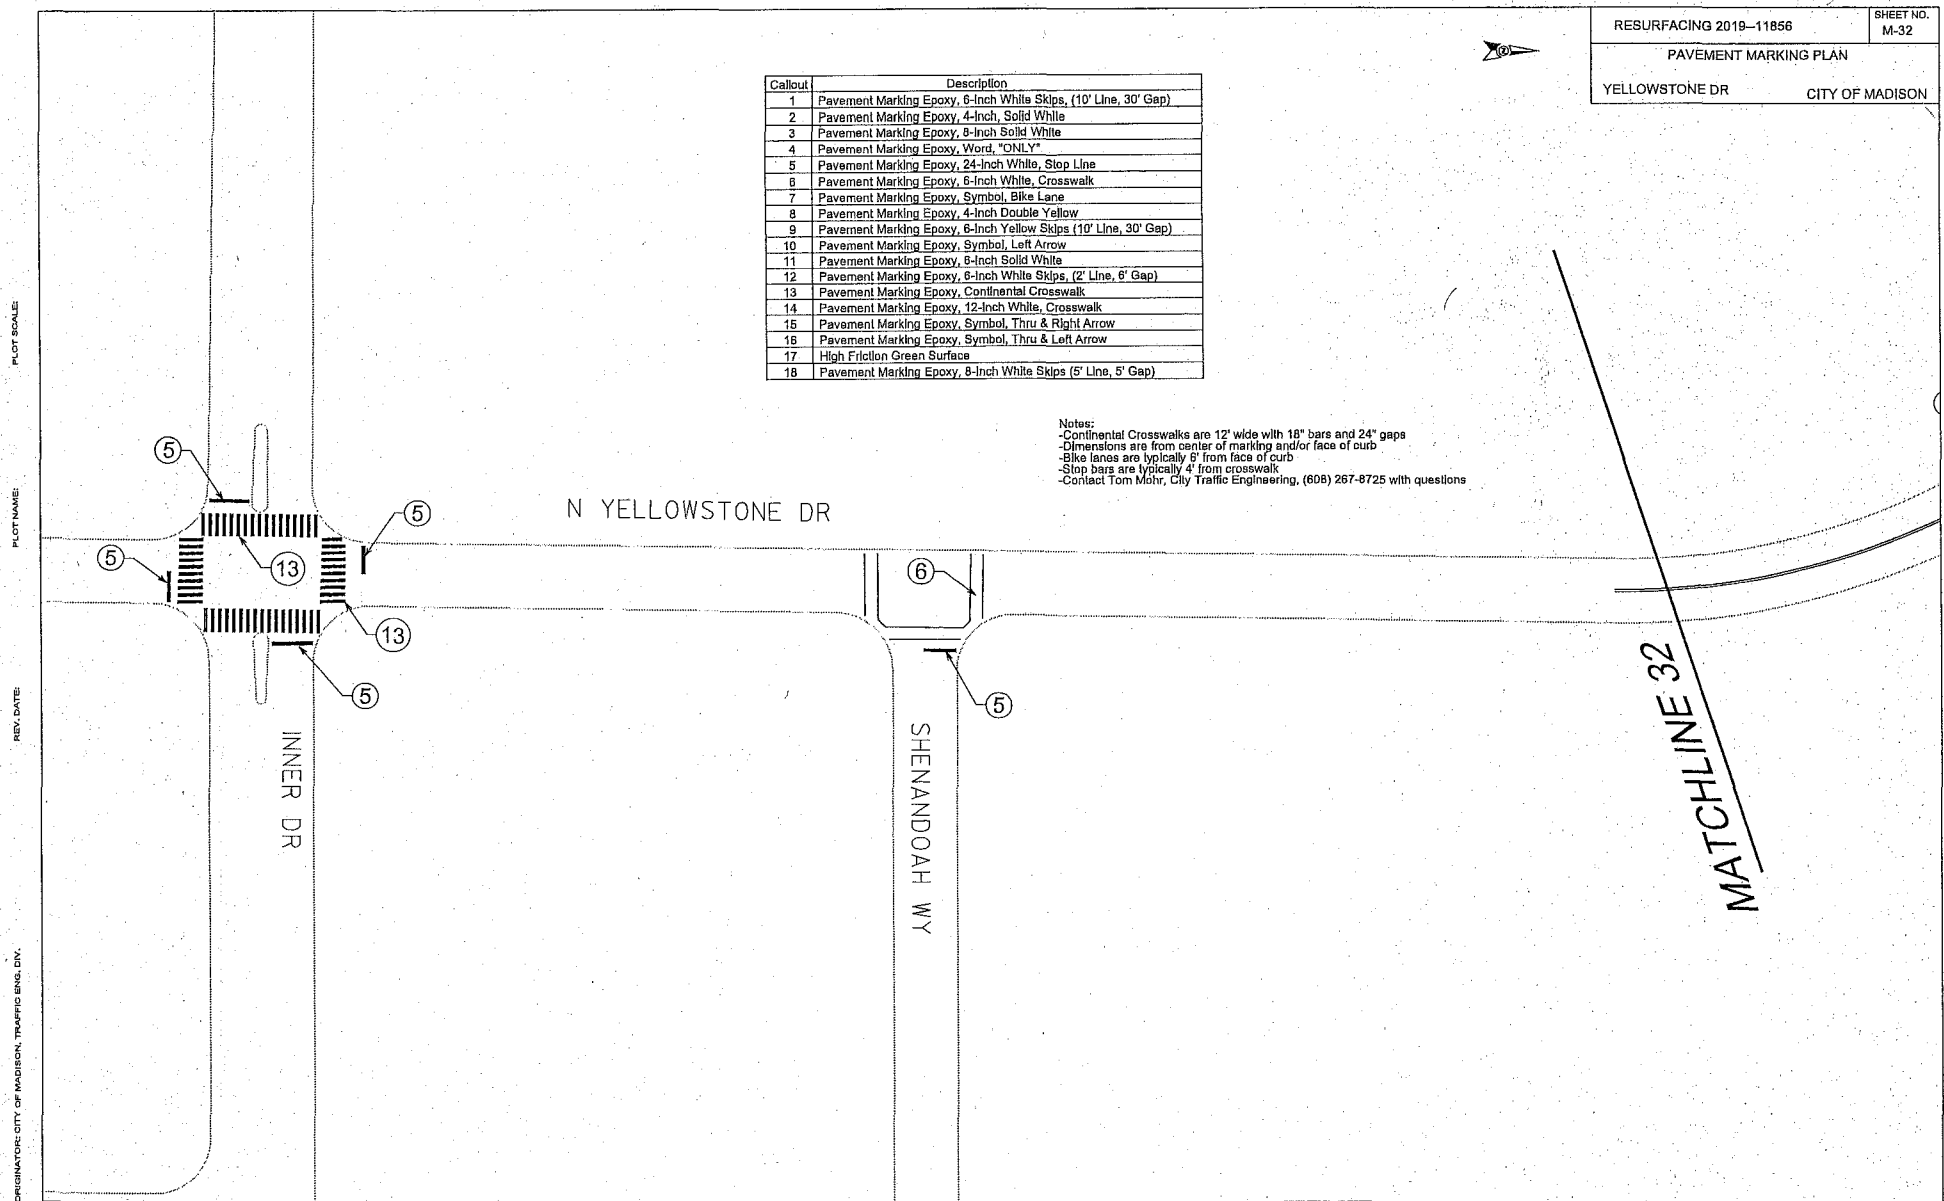 RESURFACING 2019–11856
SHEET NO.
M-32
PAVEMENT MARKING PLAN
YELLOWSTONE DR
CITY OF MADISON
Callout Description
1 Pavement Marking Epoxy, 6-Inch White Skips, (10' Line, 30' Gap)
2 Pavement Marking Epoxy, 4-Inch, Solid White
3 Pavement Marking Epoxy, 8-Inch Solid White
4 Pavement Marking Epoxy, Word, "ONLY"
5 Pavement Marking Epoxy, 24-Inch White, Stop Line
6 Pavement Marking Epoxy, 6-Inch White, Crosswalk
7 Pavement Marking Epoxy, Symbol, Bike Lane
8 Pavement Marking Epoxy, 4-Inch Double Yellow
9 Pavement Marking Epoxy, 6-Inch Yellow Skips (10' Line, 30' Gap)
10 Pavement Marking Epoxy, Symbol, Left Arrow
11 Pavement Marking Epoxy, 6-Inch Solid White
12 Pavement Marking Epoxy, 6-Inch White Skips, (2' Line, 6' Gap)
13 Pavement Marking Epoxy, Continental Crosswalk
14 Pavement Marking Epoxy, 12-Inch White, Crosswalk
15 Pavement Marking Epoxy, Symbol, Thru & Right Arrow
16 Pavement Marking Epoxy, Symbol, Thru & Left Arrow
17 High Friction Green Surface
18 Pavement Marking Epoxy, 8-Inch White Skips (5' Line, 5' Gap)
Notes:
-Continental Crosswalks are 12' wide with 18" bars and 24" gaps
-Dimensions are from center of marking and/or face of curb
-Bike lanes are typically 6' from face of curb
-Stop bars are typically 4' from crosswalk
-Contact Tom Mohr, City Traffic Engineering, (608) 267-8725 with questions
5
5
N YELLOWSTONE DR
5
13
6
13
5
5
INNER DR
SHENANDOAH WY
MATCHLINE 32
PLOT SCALE:
PLOT NAME:
REV. DATE:
ORIGINATOR: CITY OF MADISON, TRAFFIC ENG. DIV.